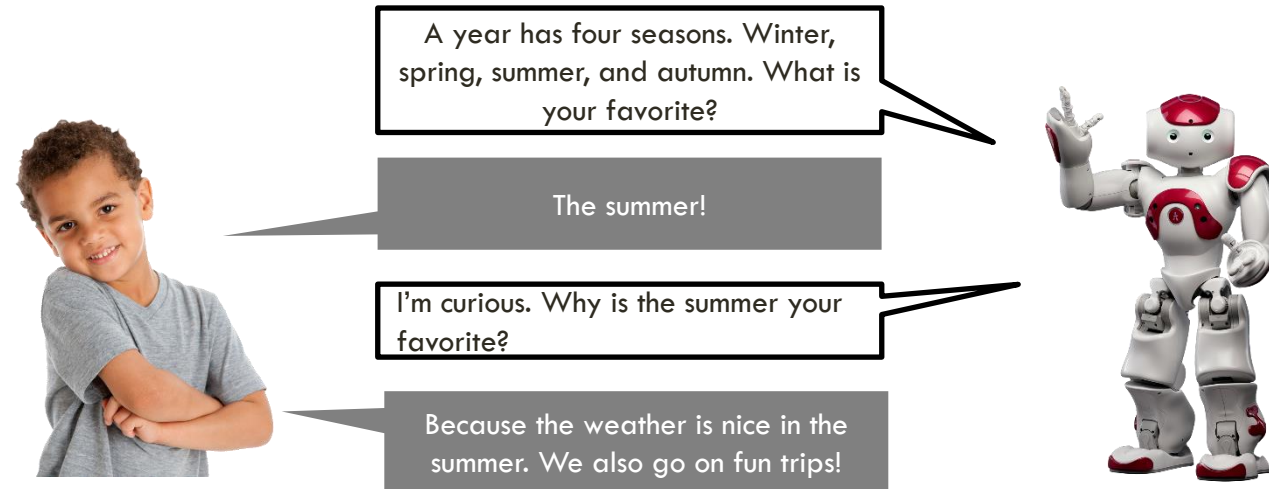 A year has four seasons. Winter,
spring, summer, and autumn. What is
your favorite?
The summer!
I'm curious. Why is the summer your
favorite?
Because the weather is nice in the
summer. We also go on fun trips!